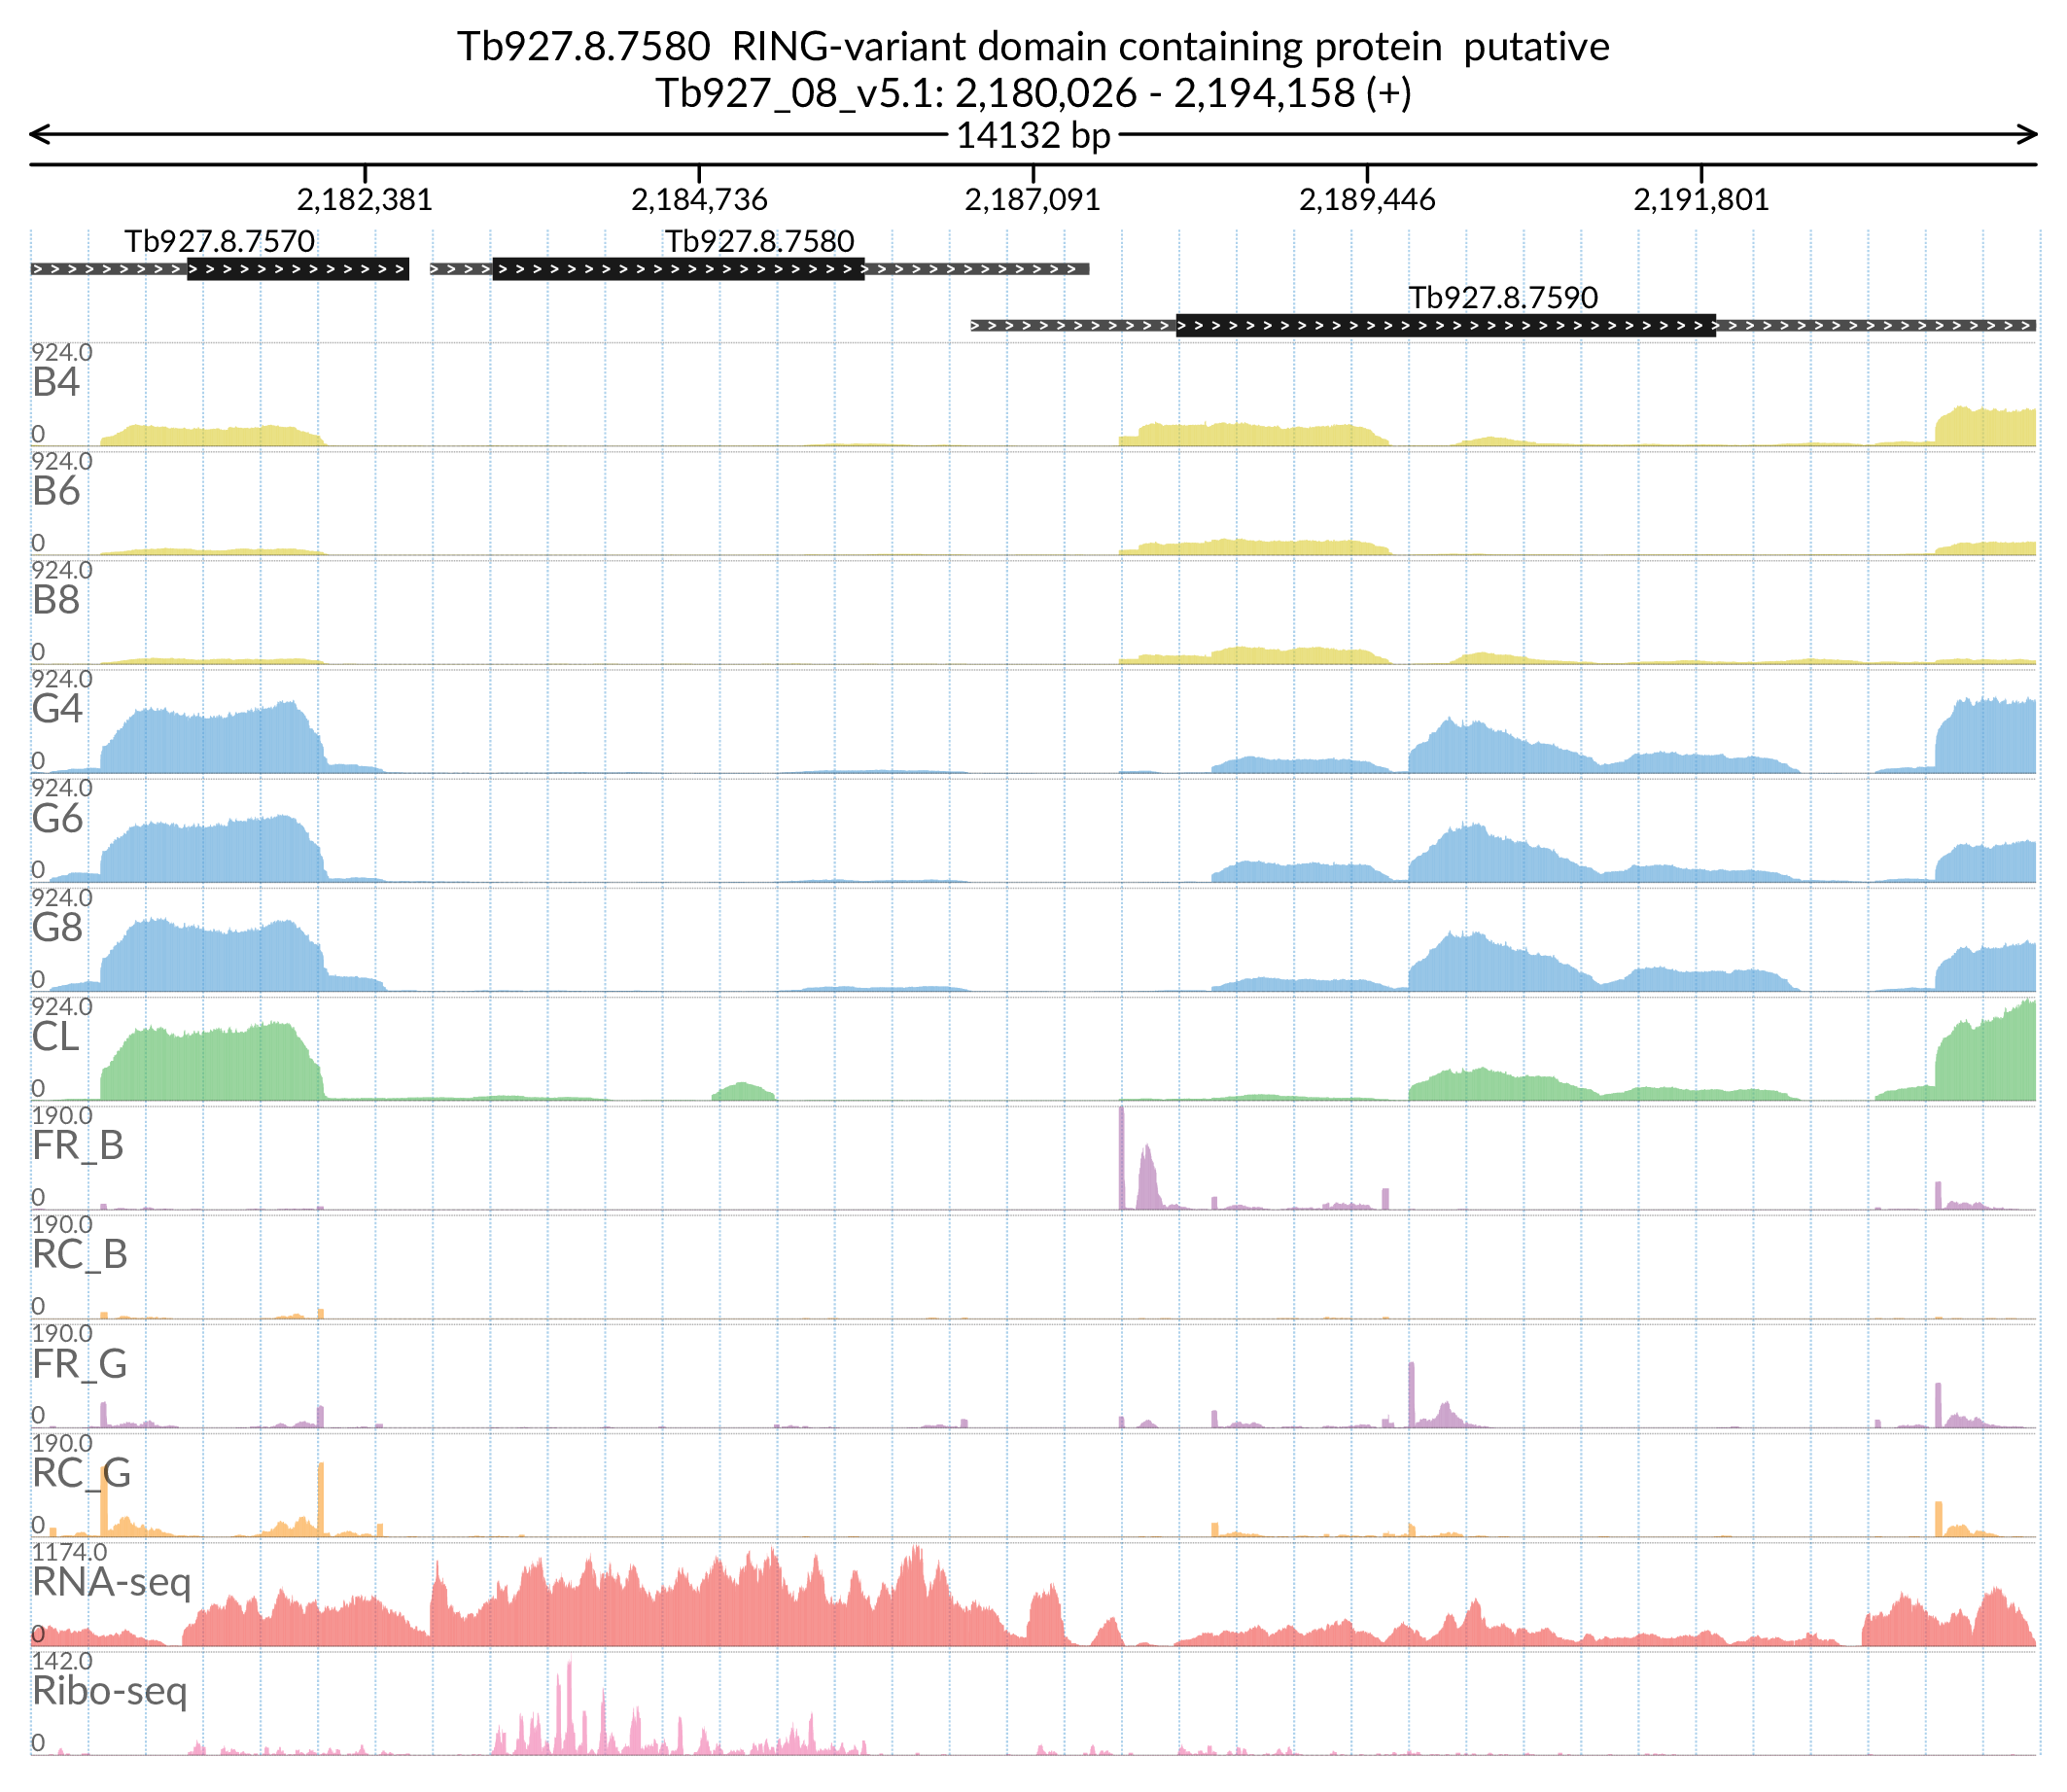 Tb927.8.7580  RING-variant domain containing protein  putative
Tb927_08_v5.1: 2,180,026 - 2,194,158 (+)
14132 bp
2,182,381 2,184,736 2,187,091 2,189,446 2,191,801
Tb927.8.7570 Tb927.8.7580
Tb927.8.7590
924.0
B4
0
924.0
B6
0
924.0
B8
0
924.0
G4
0
924.0
G6
0
924.0
G8
0
924.0
CL
0
190.0
FR_B
0
190.0
RC_B
0
190.0
FR_G
0
190.0
RC_G
0
1174.0
RNA-seq
0
142.0
Ribo-seq
0